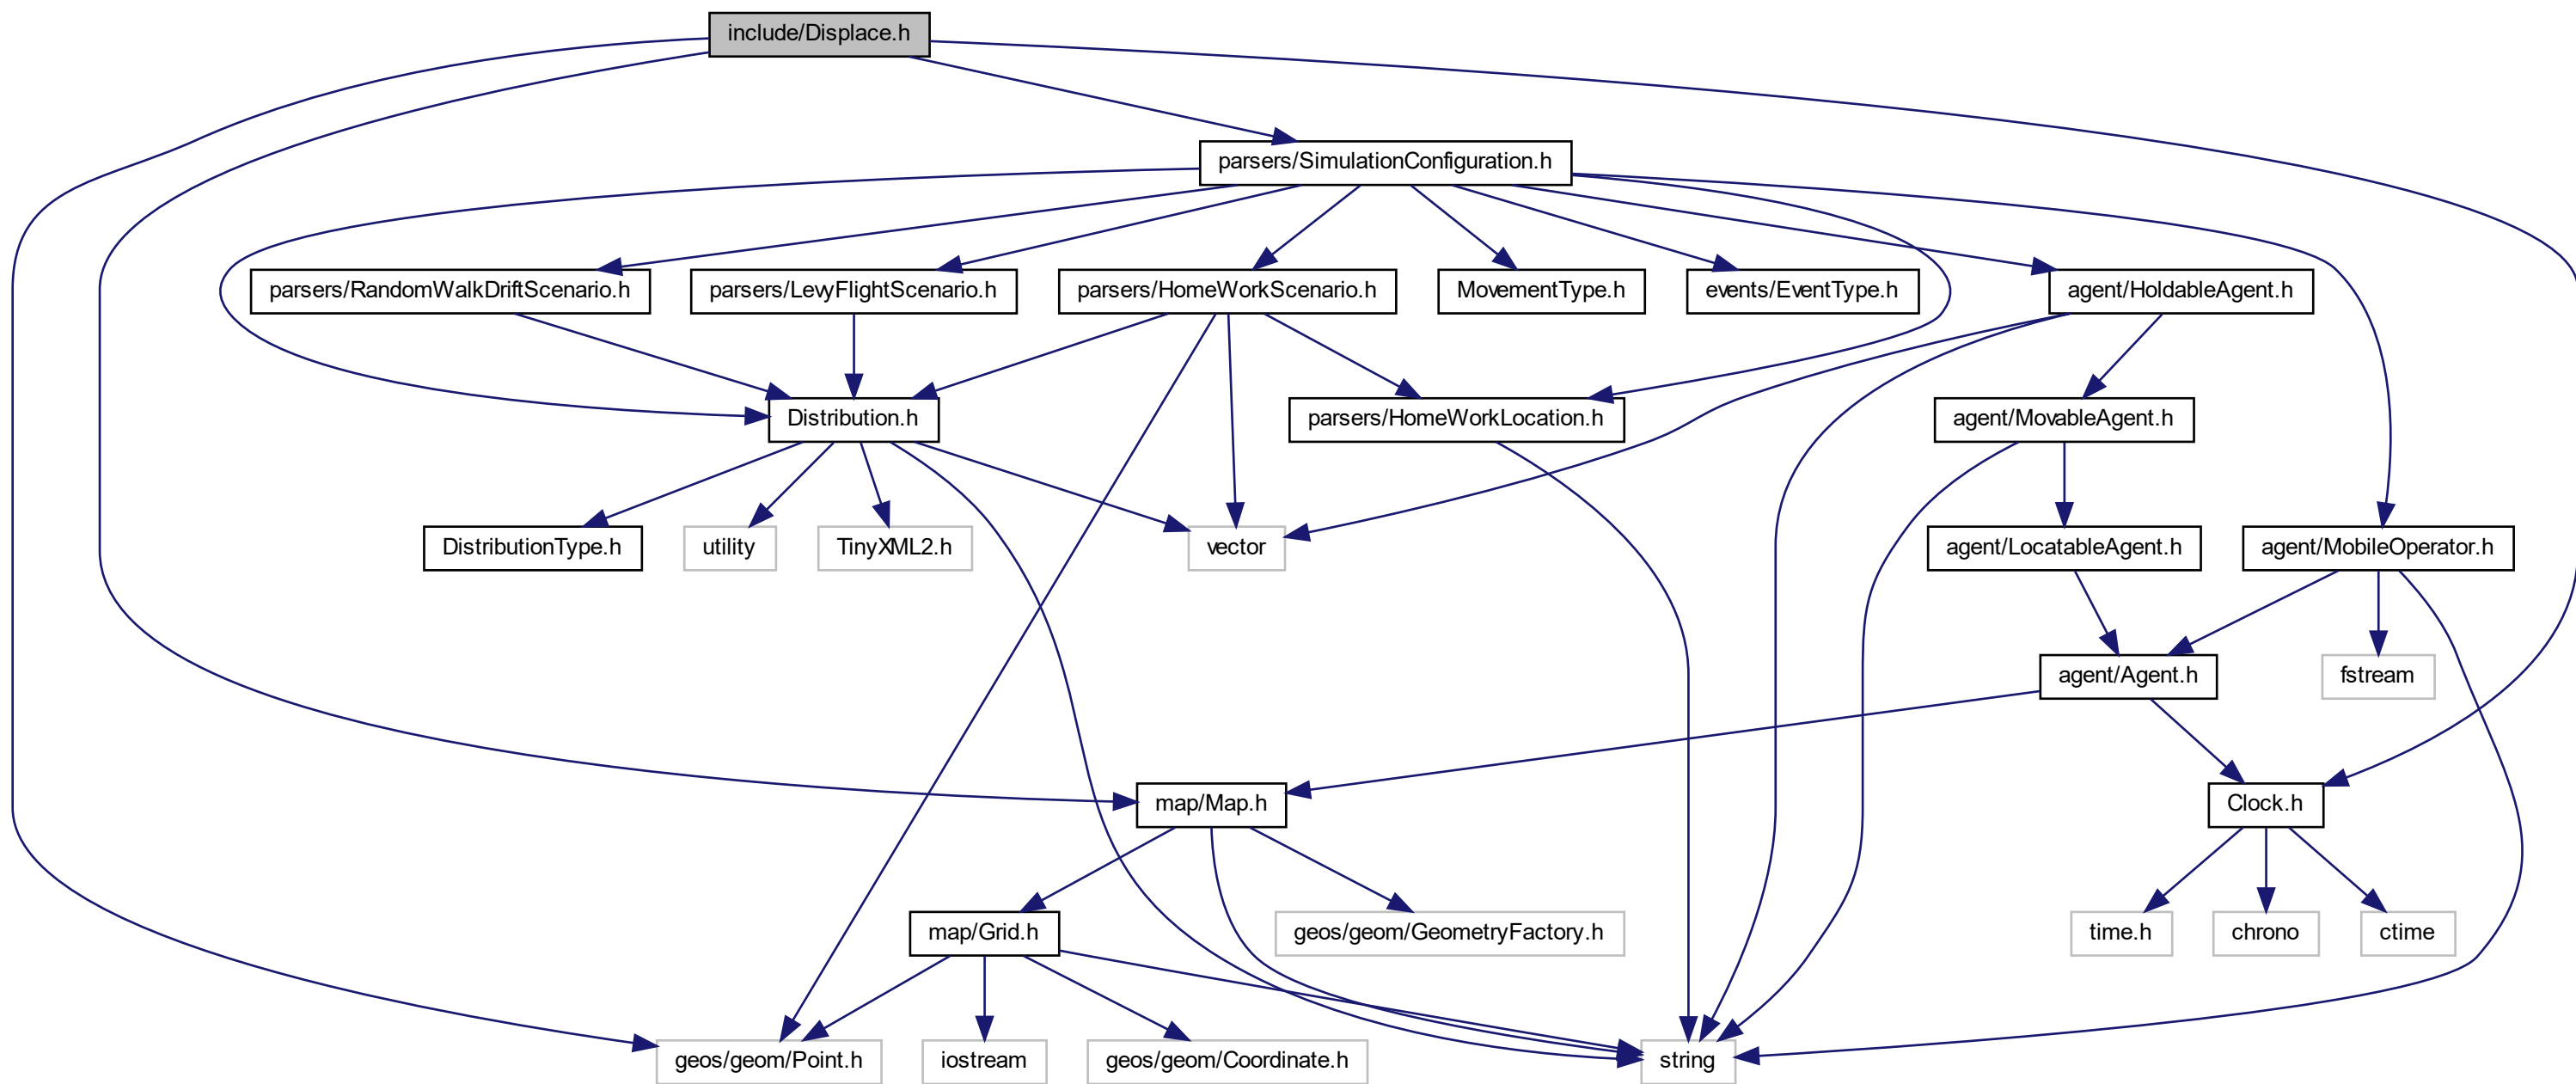 include/Displace.h
parsers/SimulationConfiguration.h
parsers/RandomWalkDriftScenario.h
parsers/LevyFlightScenario.h
parsers/HomeWorkScenario.h
MovementType.h
events/EventType.h
agent/HoldableAgent.h
Distribution.h
parsers/HomeWorkLocation.h
agent/MovableAgent.h
DistributionType.h
utility
TinyXML2.h
vector
agent/LocatableAgent.h
agent/MobileOperator.h
agent/Agent.h
fstream
map/Map.h
Clock.h
map/Grid.h
geos/geom/GeometryFactory.h
time.h
chrono
ctime
geos/geom/Point.h
iostream
geos/geom/Coordinate.h
string